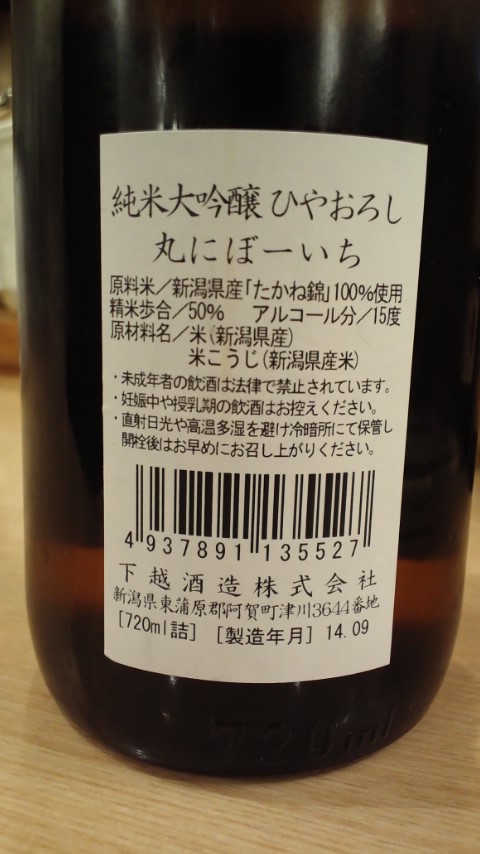 純米大吟醸 ひやおろし
丸にぼーいち
原料米／新潟県産「たかね錦」100%使用
精米歩合／50% アルコール分／15度
原材料名／米（新潟県産）
米こうじ（新潟県産米）
・未成年者の飲酒は法律で禁止されています。
・妊娠中や授乳期の飲酒はお控えください。
・直射日光や高温多湿を避け冷暗所にて保管し
開栓後はお早めにお召し上がりください。
4 937891 135527
下越酒造株式会社
新潟県東蒲原郡阿賀町津川3644番地
[720ml詰] [製造年月] 14.09
720ml